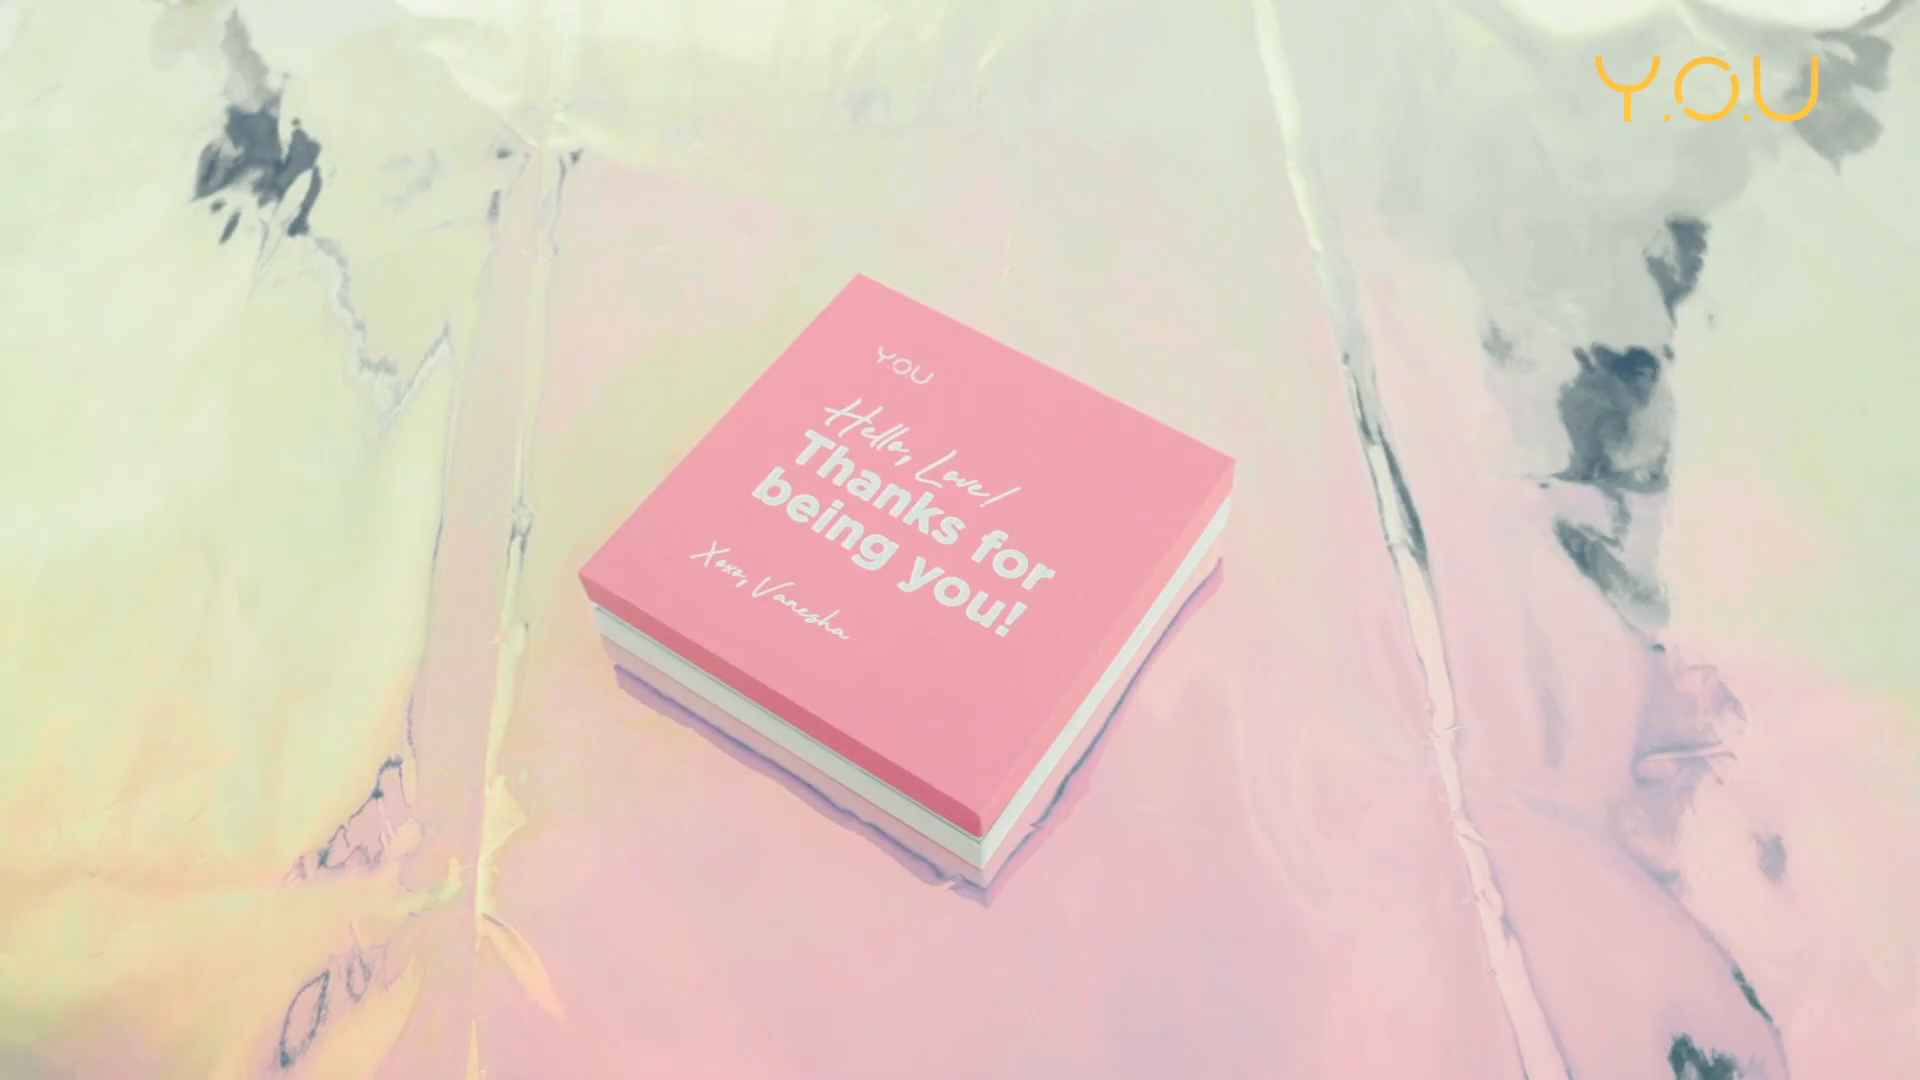 Y.O.U
Y.O.U
Hello, Love!
Thanks for
being you!
Xoxo, Vanesha